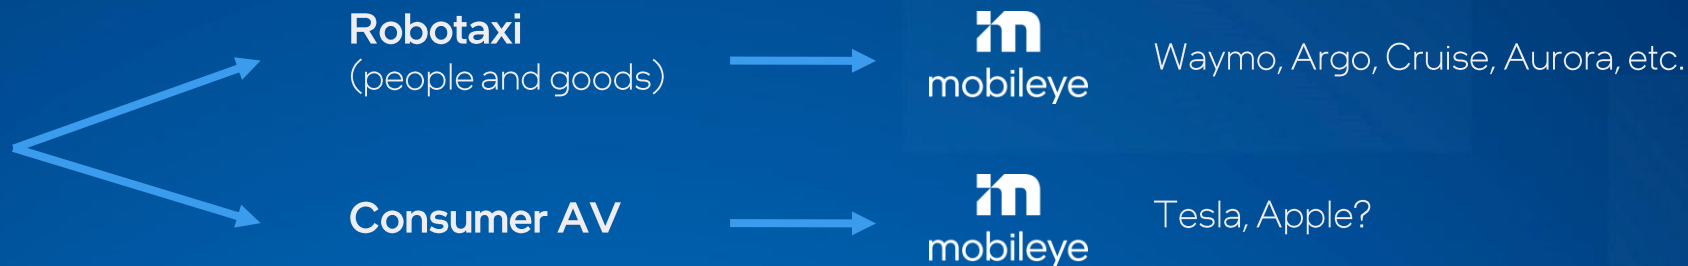 Robotaxi
(people and goods)
mobileye
Waymo, Argo, Cruise, Aurora, etc.
Consumer AV
mobileye
Tesla, Apple?